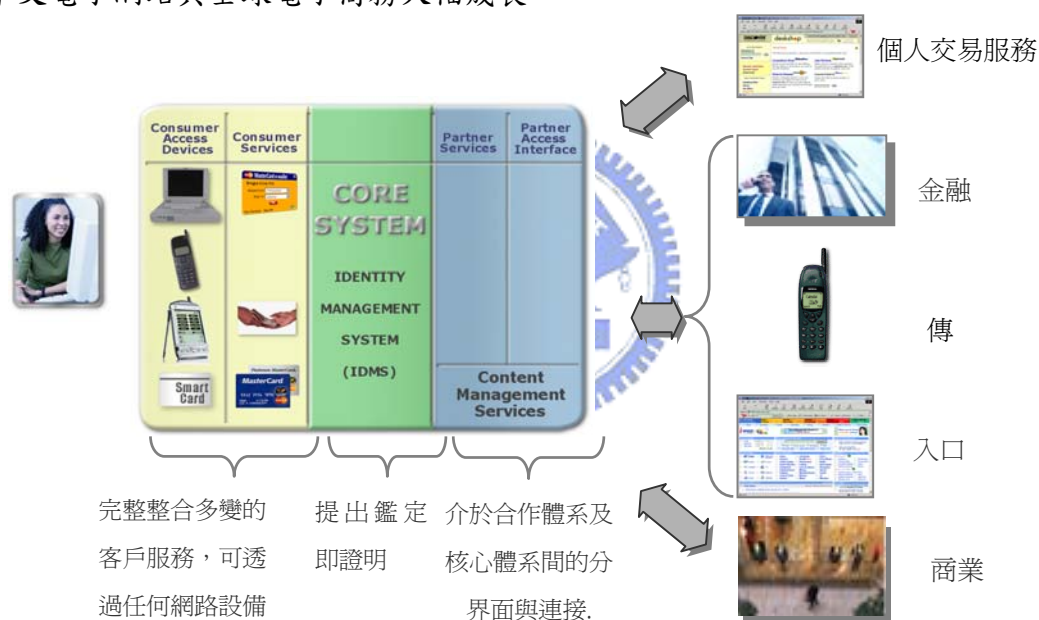 個人交易服務
Consumer
Access
Devices
Consumer
Services
Partner
Services
Partner
Access
Interface
CORE
SYSTEM
IDENTITY
MANAGEMENT
SYSTEM
(IDMS)
Smart
Card
MasterCard
Content
Management
Services
金融
傳
入口
商業
完整整合多變的
客戶服務，可透
過任何網路設備
提出鑑定
即證明
介於合作體系及
核心體系間的分
界面與連接.